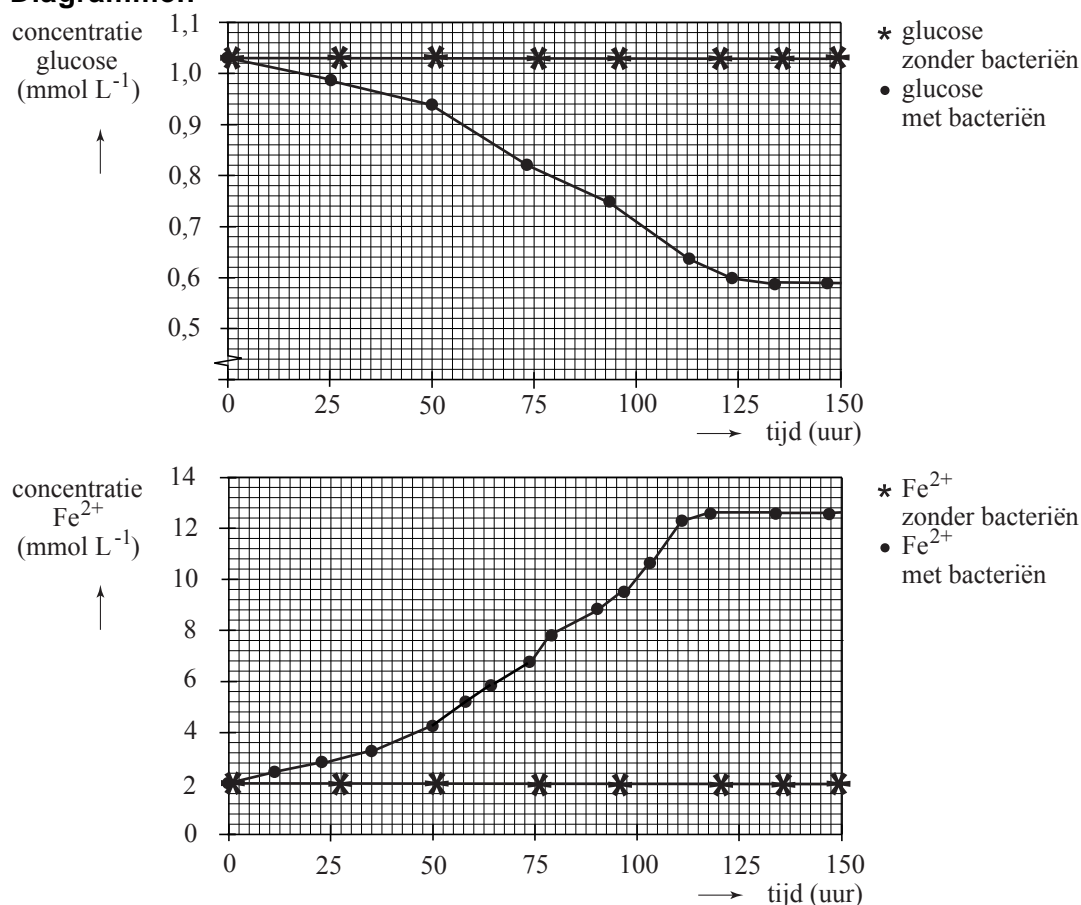 Diagrammen
concentratie
glucose
(mmol L⁻¹)
1,1
1,0
0,9
0,8
0,7
0,6
0,5
0 25 50 75 100 125 150
tijd (uur)
* glucose
zonder bacteriën
• glucose
met bacteriën
concentratie
Fe²⁺
(mmol L⁻¹)
14
12
10
8
6
4
2
0
0 25 50 75 100 125 150
tijd (uur)
* Fe²⁺
zonder bacteriën
• Fe²⁺
met bacteriën